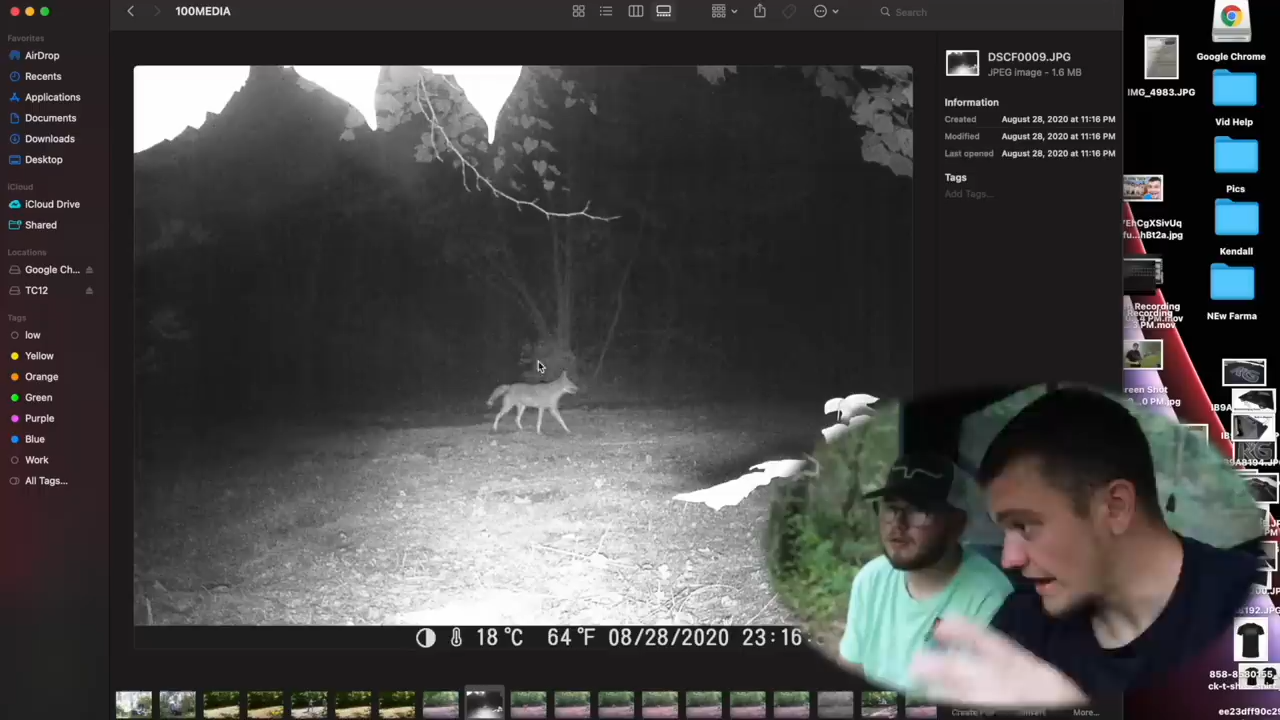 100MEDIA
Search
Favorites
AirDrop
Recents
Applications
Documents
Downloads
Desktop
iCloud
iCloud Drive
Shared
Locations
Google Ch...
TC12
Tags
low
Yellow
Orange
Green
Purple
Blue
Work
All Tags...
18°C 64°F 08/28/2020 23:16
DSCF0009.JPG
JPEG image - 1.6 MB
Information
Created August 28, 2020 at 11:16 PM
Modified August 28, 2020 at 11:16 PM
Last opened August 28, 2020 at 11:16 PM
Tags
Add Tags...
More...
Google Chrome
IMG_4983.JPG
Vid Help
Pics
Kendall
NEw Farma